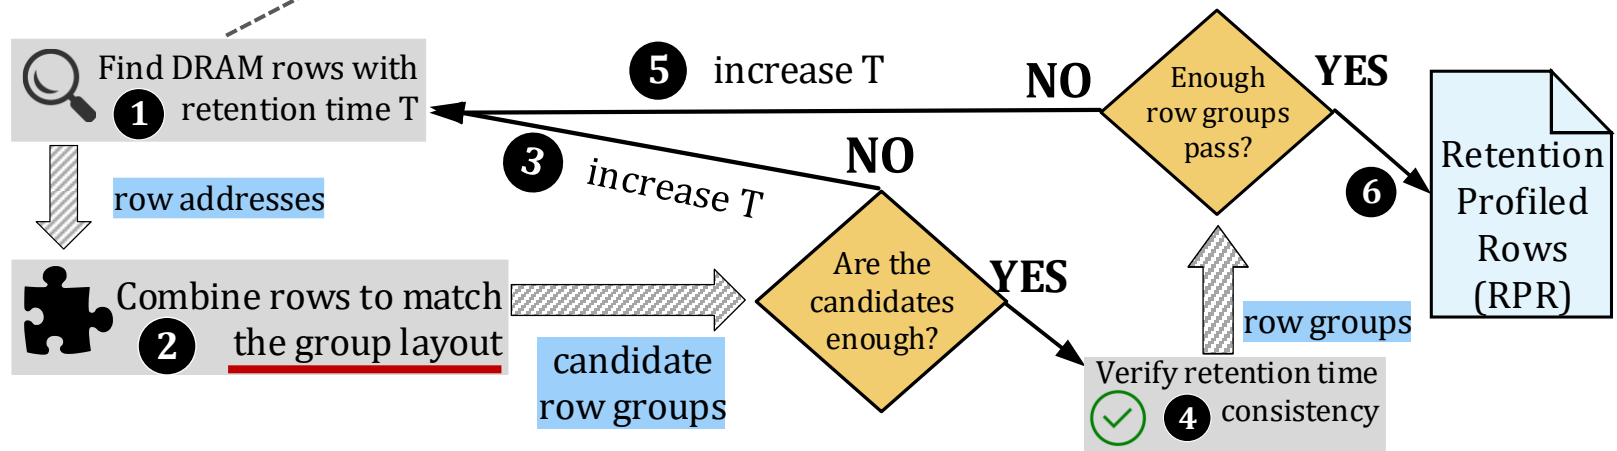 Find DRAM rows with
1 retention time T
row addresses
Combine rows to match
2 the group layout
candidate
row groups
Are the
candidates
enough?
NO
3 increase T
YES
Verify retention time
4 consistency
row groups
Enough
row groups
pass?
NO
5 increase T
YES
6
Retention
Profiled
Rows
(RPR)